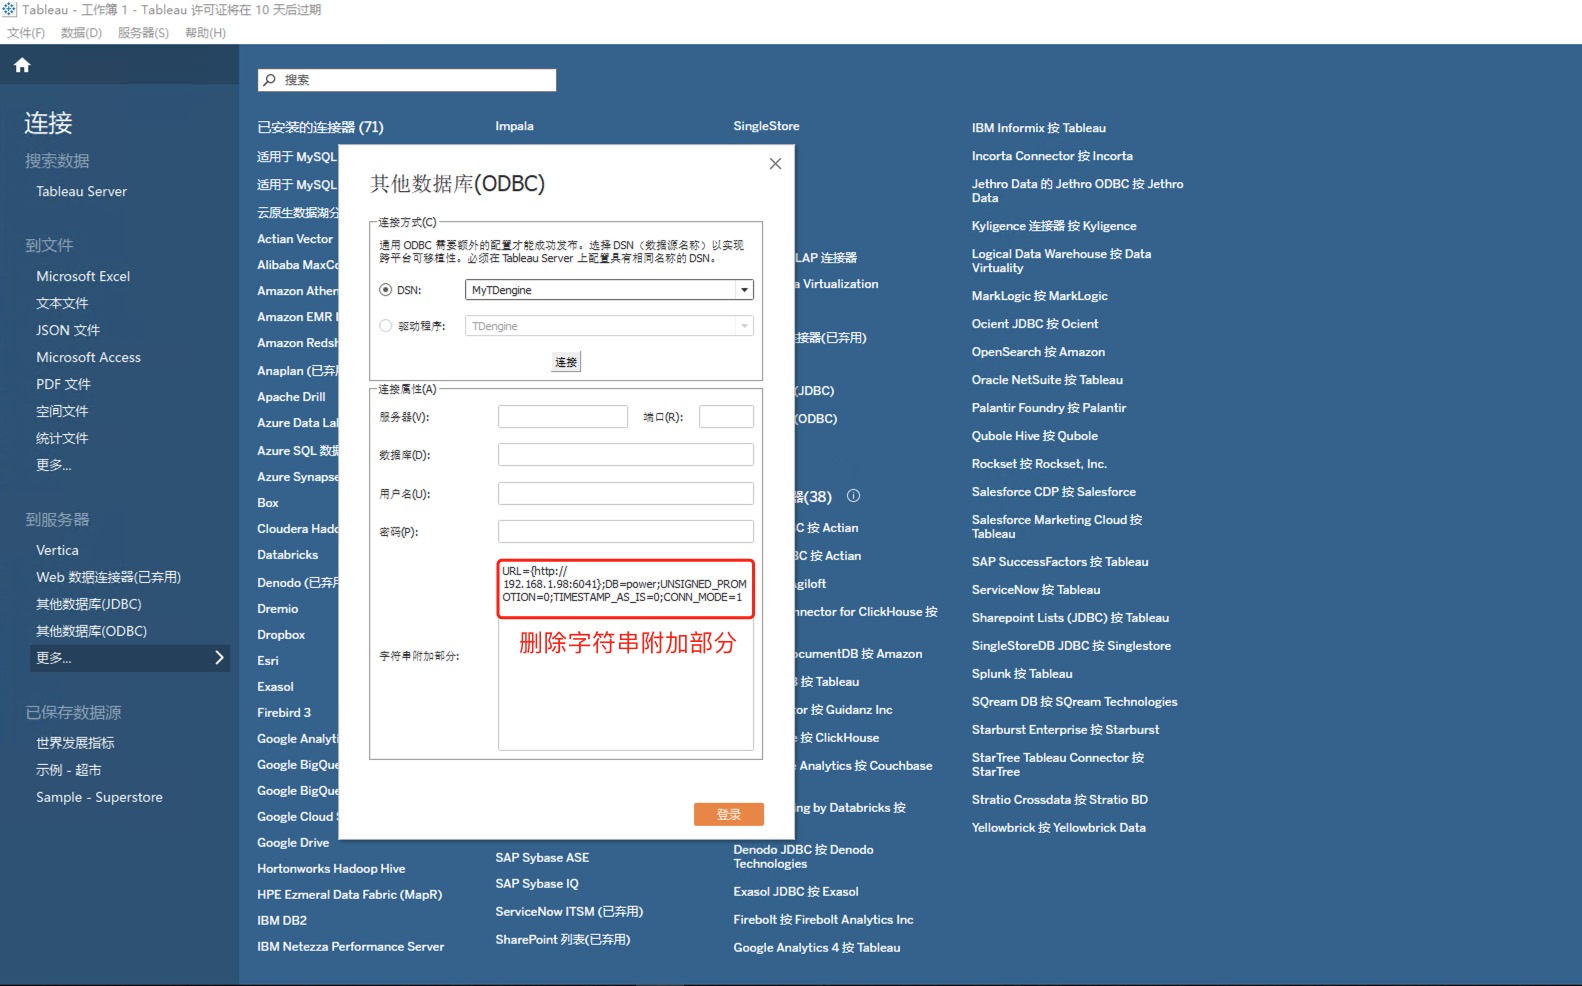 Tableau - 工作簿 1 - Tableau 许可证将在 10 天后过期
文件(F) 数据(D) 服务器(S) 帮助(H)
连接
搜索数据
Tableau Server
到文件
Microsoft Excel
文本文件
JSON 文件
Microsoft Access
PDF 文件
空间文件
统计文件
更多...
到服务器
Vertica
Web 数据连接器(已弃用)
其他数据库(JDBC)
其他数据库(ODBC)
更多...
已保存数据源
世界发展指标
示例 - 超市
Sample - Superstore
搜索
已安装的连接器 (71)
适用于 MySQL
适用于 MySQL
云原生数据湖分
Actian Vector
Alibaba MaxCo
Amazon Athen
Amazon EMR
Amazon Redsh
Anaplan (已弃
Apache Drill
Azure Data Lal
Azure SQL 数据
Azure Synapse
Box
Cloudera Hado
Databricks
Denodo (已弃
Dremio
Dropbox
Esri
Exasol
Firebird 3
Google Analyti
Google BigQue
Google BigQue
Google Cloud
Google Drive
Hortonworks Hadoop Hive
HPE Ezmeral Data Fabric (MapR)
IBM DB2
IBM Netezza Performance Server
Impala
SAP Sybase ASE
SAP Sybase IQ
ServiceNow ITSM (已弃用)
SharePoint 列表(已弃用)
SingleStore
LAP 连接器
a Virtualization
接器(已弃用)
(JDBC)
(ODBC)
器(38)
C 按 Actian
BC 按 Actian
giloft
nnector for ClickHouse 按
ocumentDB 按 Amazon
按 Tableau
or 按 Guidanz Inc
e 按 ClickHouse
Analytics 按 Couchbase
ing by Databricks 按
Denodo JDBC 按 Denodo
Technologies
Exasol JDBC 按 Exasol
Firebolt 按 Firebolt Analytics Inc
Google Analytics 4 按 Tableau
IBM Informix 按 Tableau
Incorta Connector 按 Incorta
Jethro Data 的 Jethro ODBC 按 Jethro
Data
Kyligence 连接器 按 Kyligence
Logical Data Warehouse 按 Data
Virtuality
MarkLogic 按 MarkLogic
Ocient JDBC 按 Ocient
OpenSearch 按 Amazon
Oracle NetSuite 按 Tableau
Palantir Foundry 按 Palantir
Qubole Hive 按 Qubole
Rockset 按 Rockset, Inc.
Salesforce CDP 按 Salesforce
Salesforce Marketing Cloud 按
Tableau
SAP SuccessFactors 按 Tableau
ServiceNow 按 Tableau
Sharepoint Lists (JDBC) 按 Tableau
SingleStoreDB JDBC 按 Singlestore
Splunk 按 Tableau
SQream DB 按 SQream Technologies
Starburst Enterprise 按 Starburst
StarTree Tableau Connector 按
StarTree
Stratio Crossdata 按 Stratio BD
Yellowbrick 按 Yellowbrick Data
其他数据库(ODBC)
连接方式(C)
通用 ODBC 需要额外的配置才能成功发布。选择 DSN（数据源名称）以实现
跨平台可移植性。必须在 Tableau Server 上配置具有相同名称的 DSN。
DSN: MyTDengine
驱动程序: TDengine
连接
连接属性(A)
服务器(V): 端口(R):
数据库(D):
用户名(U):
密码(P):
URL={http://
192.168.1.98:6041};DB=power;UNSIGNED_PROM
OTION=0;TIMESTAMP_AS_IS=0;CONN_MODE=1
删除字符串附加部分
字符串附加部分:
登录